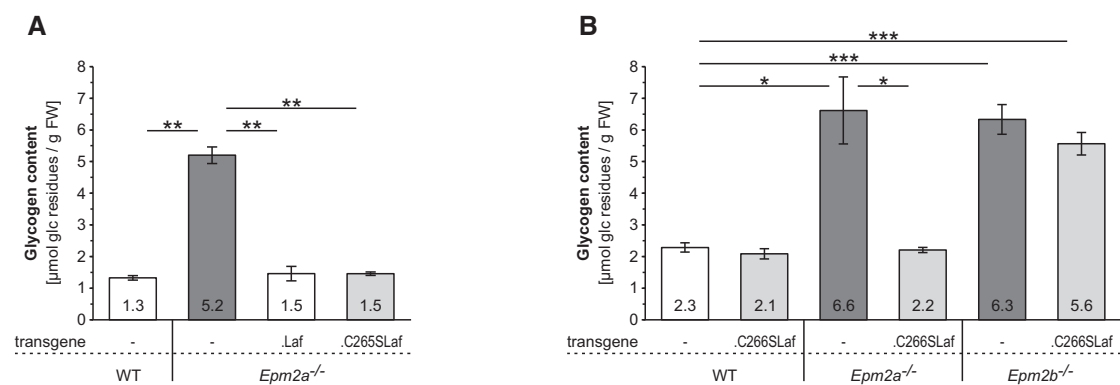 A
Glycogen content
[µmol glc residues / g FW]
8
7
6
5
4
3
2
1
0
**
**
**
1.3
5.2
1.5
1.5
transgene
-
-
.Laf
.C265SLaf
WT
Epm2a-/-
B
Glycogen content
[µmol glc residues / g FW]
8
7
6
5
4
3
2
1
0
***
***
*
*
2.3
2.1
6.6
2.2
6.3
5.6
transgene
-
.C266SLaf
-
.C266SLaf
-
.C266SLaf
WT
Epm2a-/-
Epm2b-/-